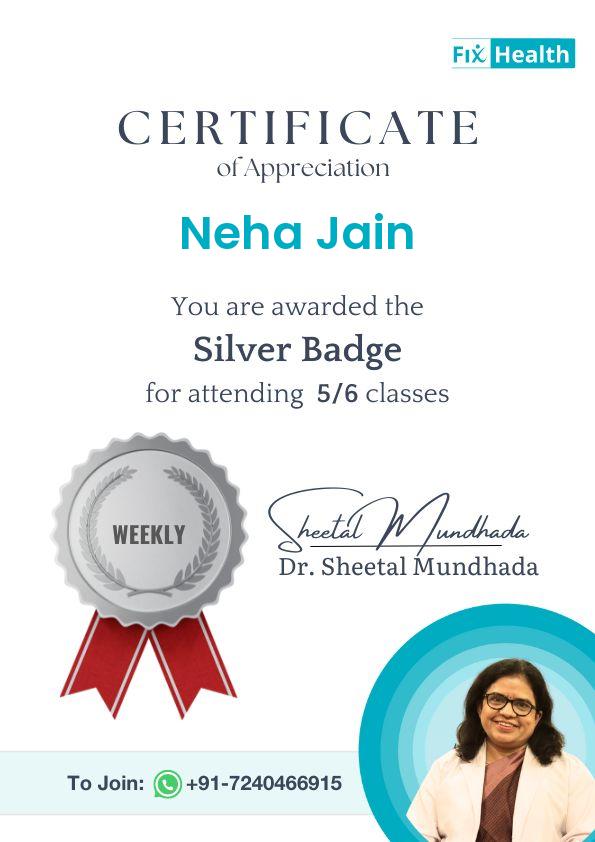 Fix Health
CERTIFICATE
of Appreciation
Neha Jain
You are awarded the
Silver Badge
for attending 5/6 classes
WEEKLY
Sheetal Mundhada
Dr. Sheetal Mundhada
To Join: +91-7240466915